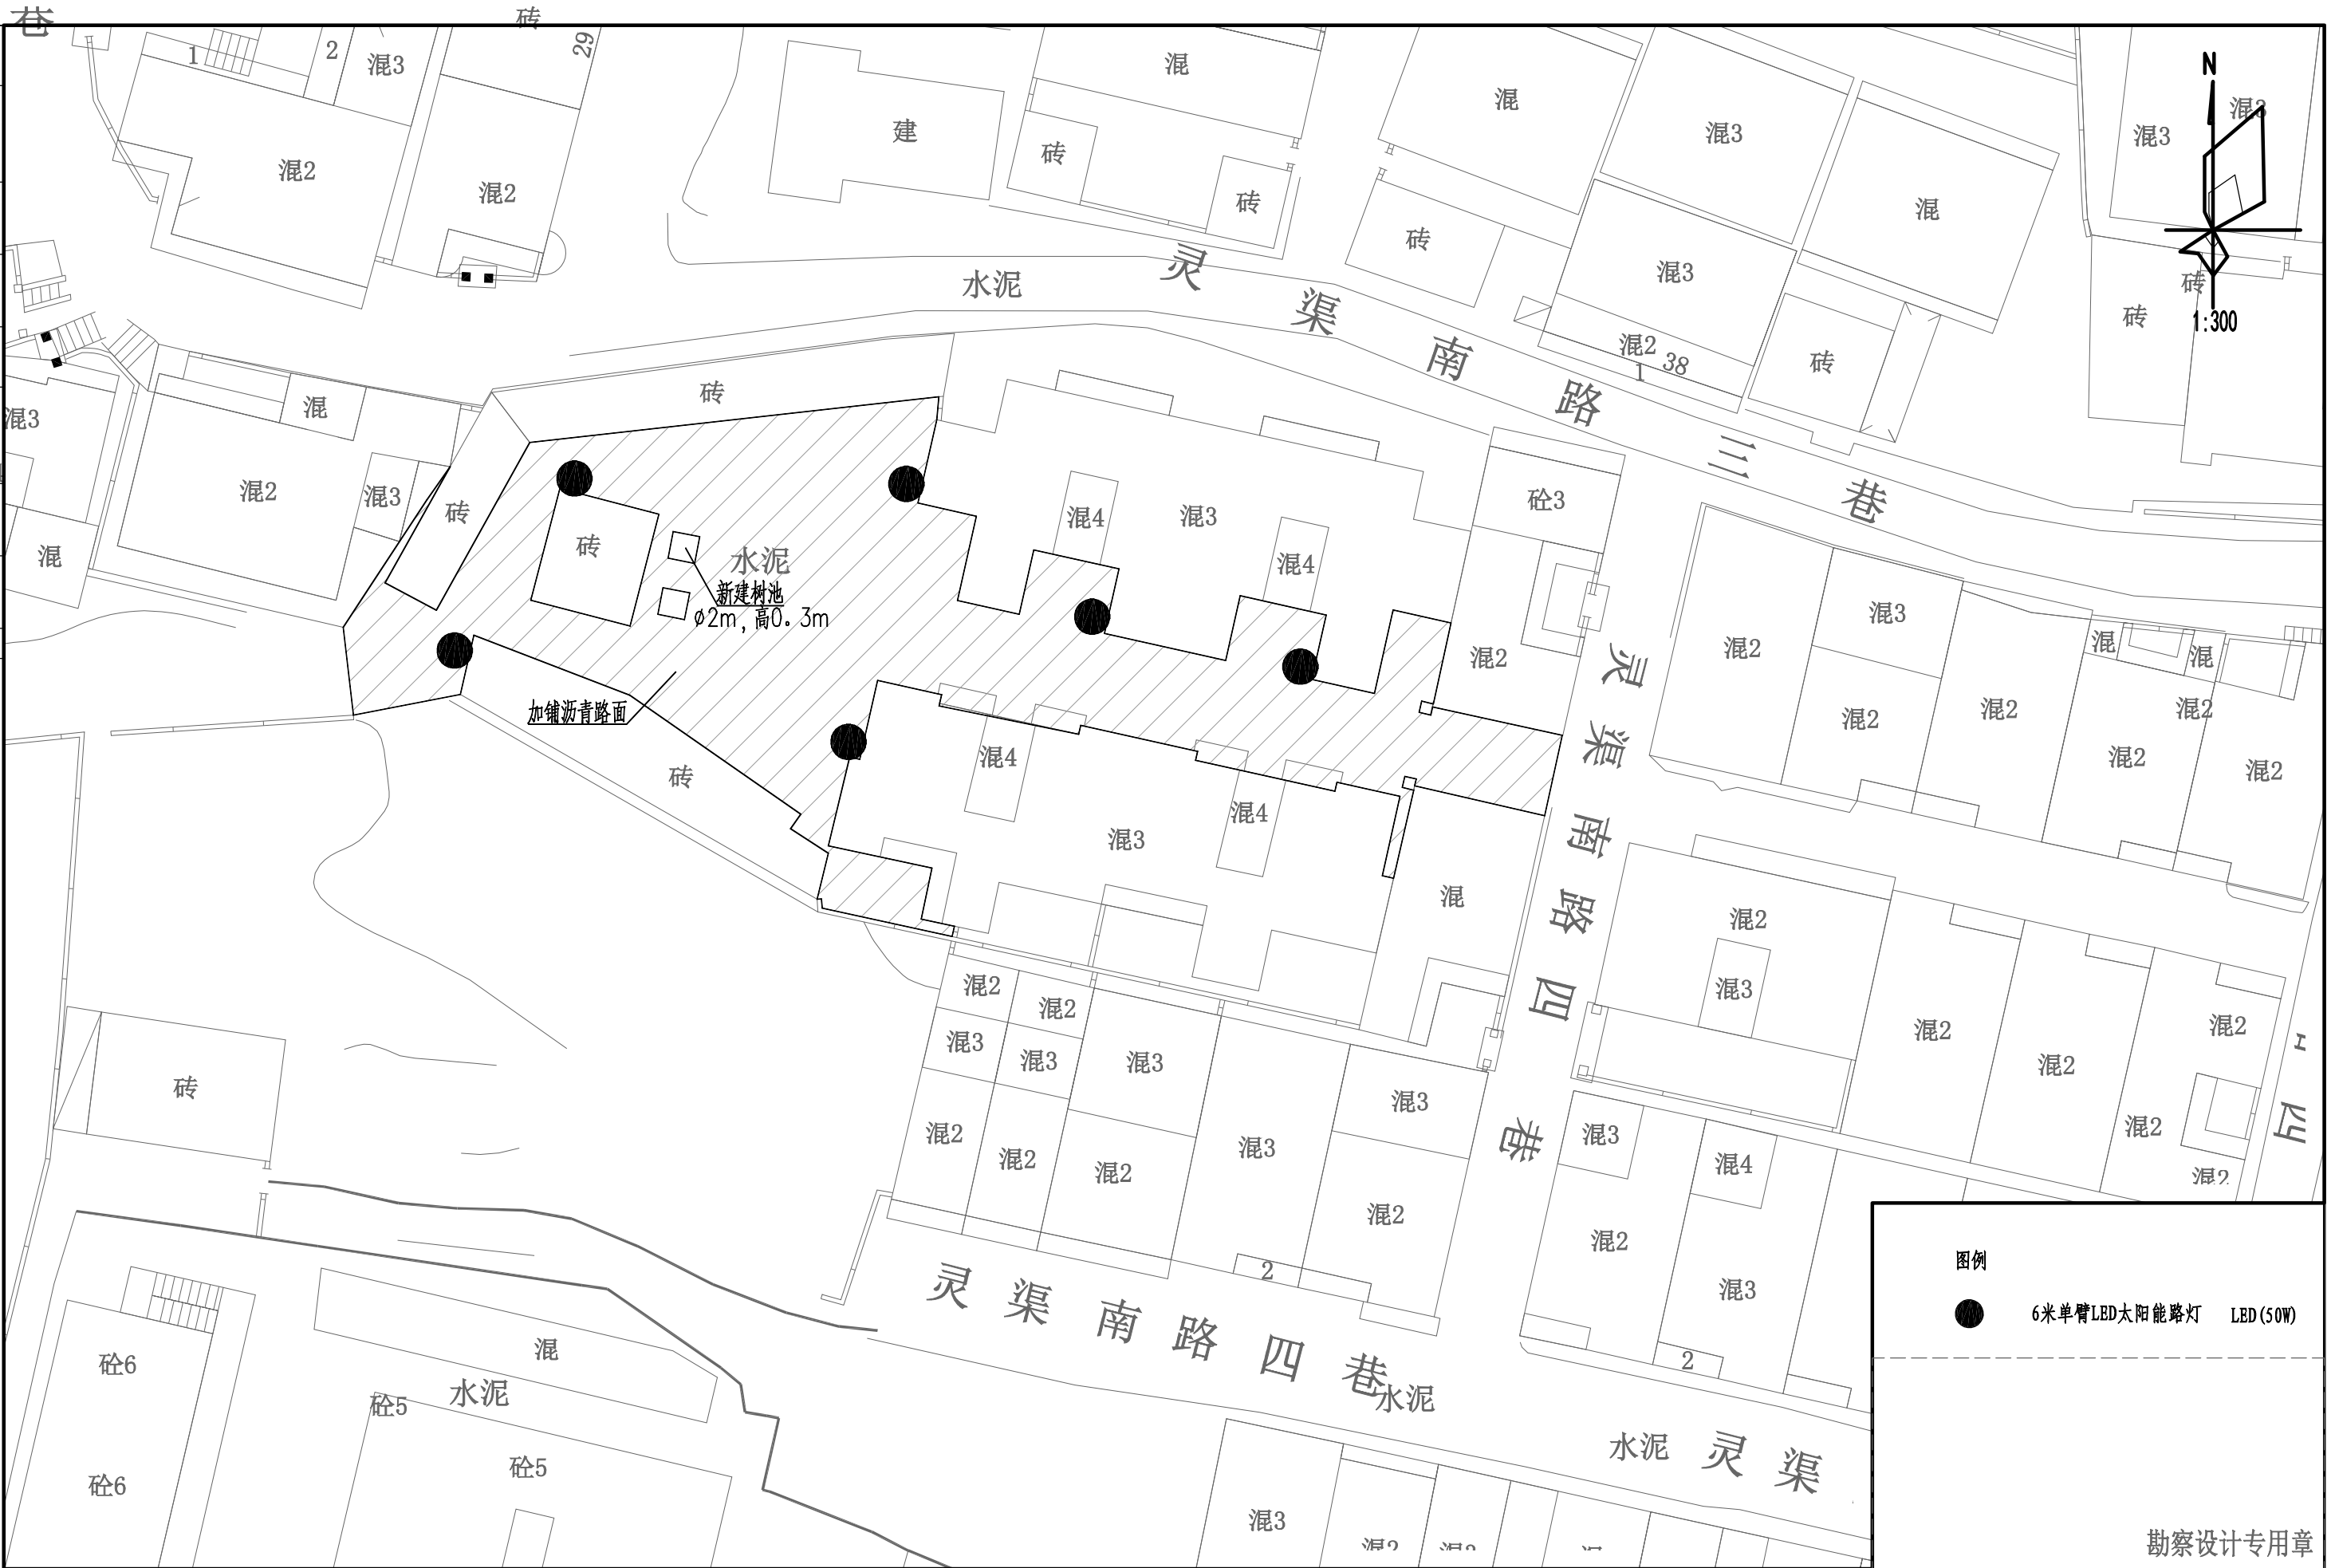 巷
砖
29
1
2
混3
混
N
混
混3
混3
混3
建
砖
混2
混2
砖
混
砖
混3
砖
水泥
灵渠南路三巷
砖
1:300
混2
38
1
砖
砖
混
混3
混2
混3
砖
混4
混3
砼3
混
砖
水泥
混4
新建树池
φ2m,高0.3m
混3
混2
混
混
混2
灵渠南路四巷
加铺沥青路面
混2
混2
混2
混2
混4
砖
混2
混4
混3
混
混2
混2
混2
混3
混2
混2
混3
混3
混3
混2
混2
混3
砖
混2
混3
混2
混3
混4
混2
混2
混2
混2
四
混2
混2
混3
2
灵渠南路四巷
图例
6米单臂LED太阳能路灯 LED(50W)
混
砼6
水泥
砼5
2
水泥
水泥
灵渠
砼5
砼6
混3
勘察设计专用章